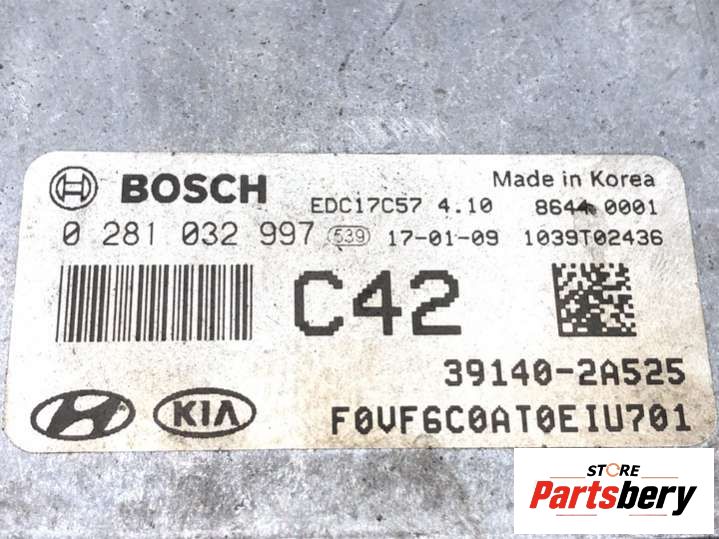 BOSCH
Made in Korea
EDC17C57 4.10 8644 0001
0 281 032 997 539 17-01-09 1039T02436
C42
39140-2A525
KIA F0VF6C0AT0EIU701
STORE
Partsbery